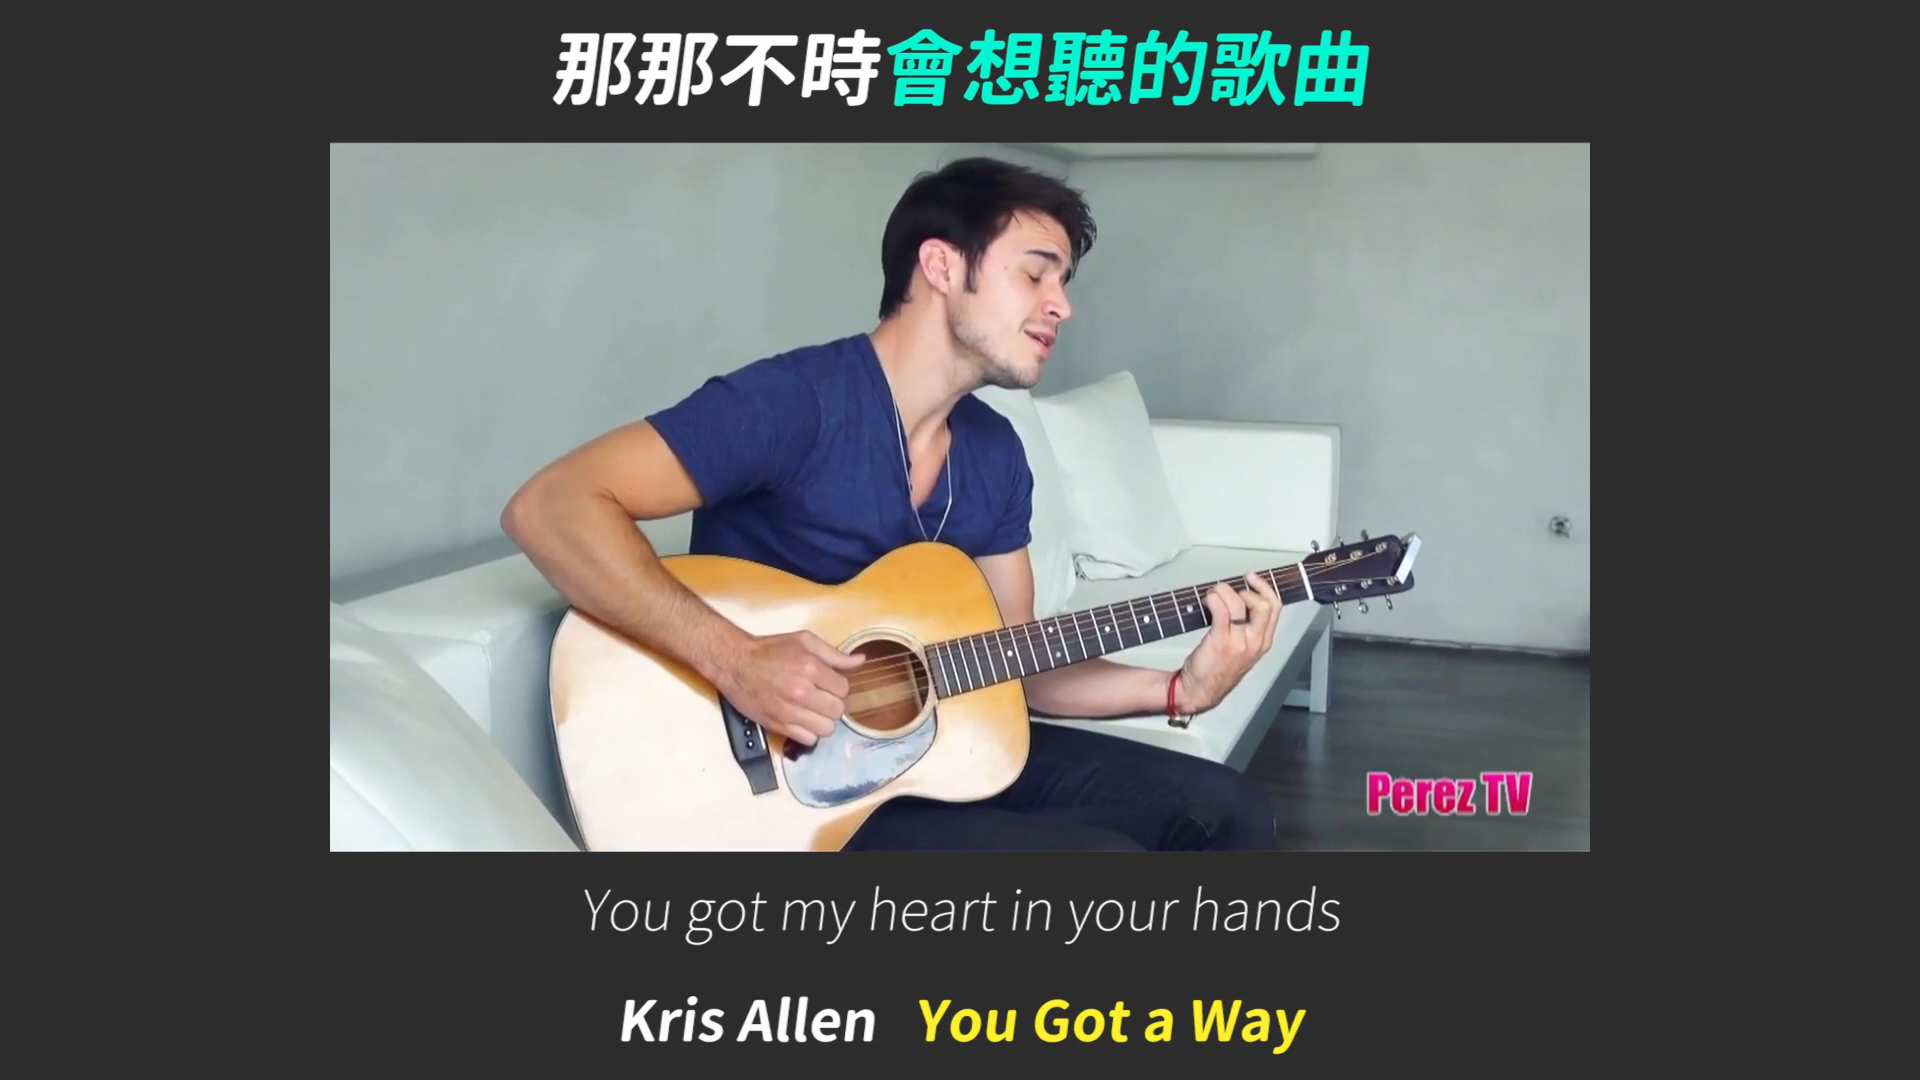 那那不時會想聽的歌曲
Perez TV
You got my heart in your hands
Kris Allen You Got a Way